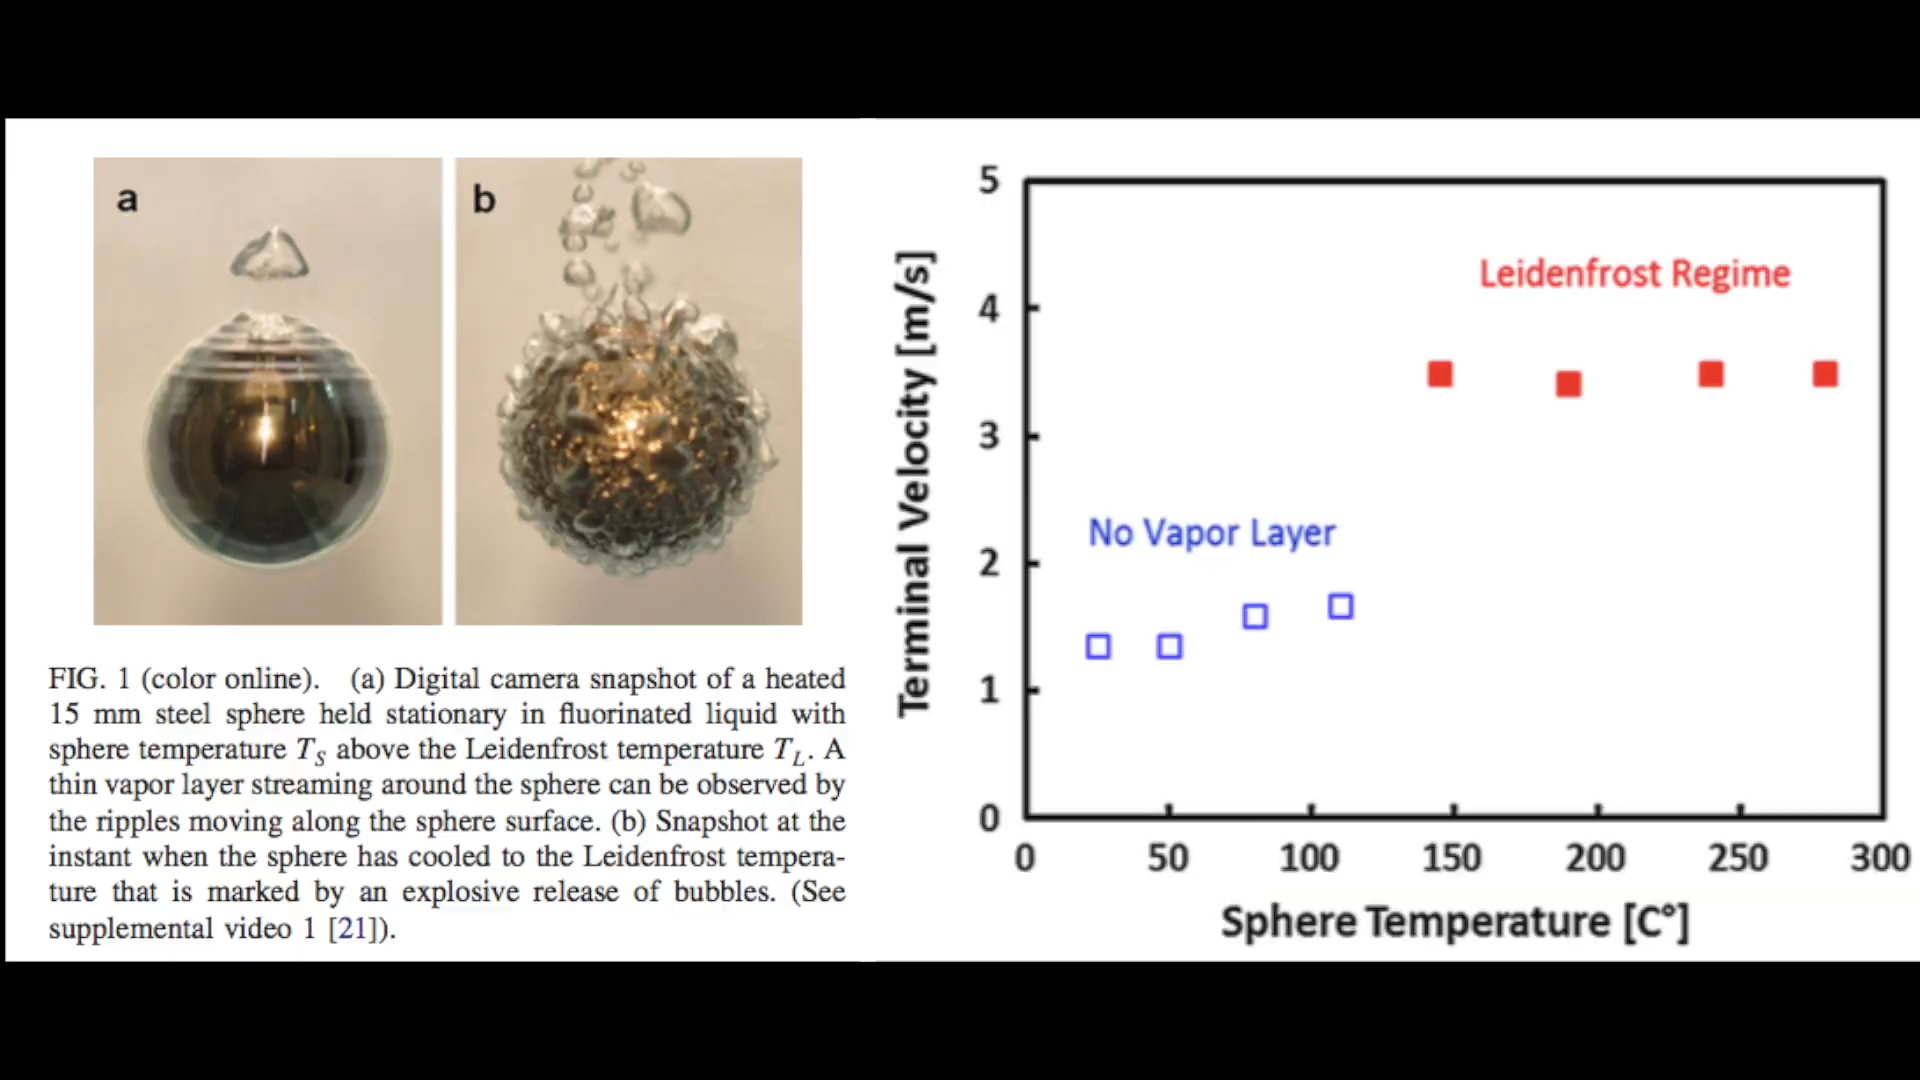 a
b
FIG. 1 (color online). (a) Digital camera snapshot of a heated
15 mm steel sphere held stationary in fluorinated liquid with
sphere temperature TS above the Leidenfrost temperature TL. A
thin vapor layer streaming around the sphere can be observed by
the ripples moving along the sphere surface. (b) Snapshot at the
instant when the sphere has cooled to the Leidenfrost tempera-
ture that is marked by an explosive release of bubbles. (See
supplemental video 1 [21]).
Terminal Velocity [m/s]
5
4
3
2
1
0
Leidenfrost Regime
No Vapor Layer
0 50 100 150 200 250 300
Sphere Temperature [C°]